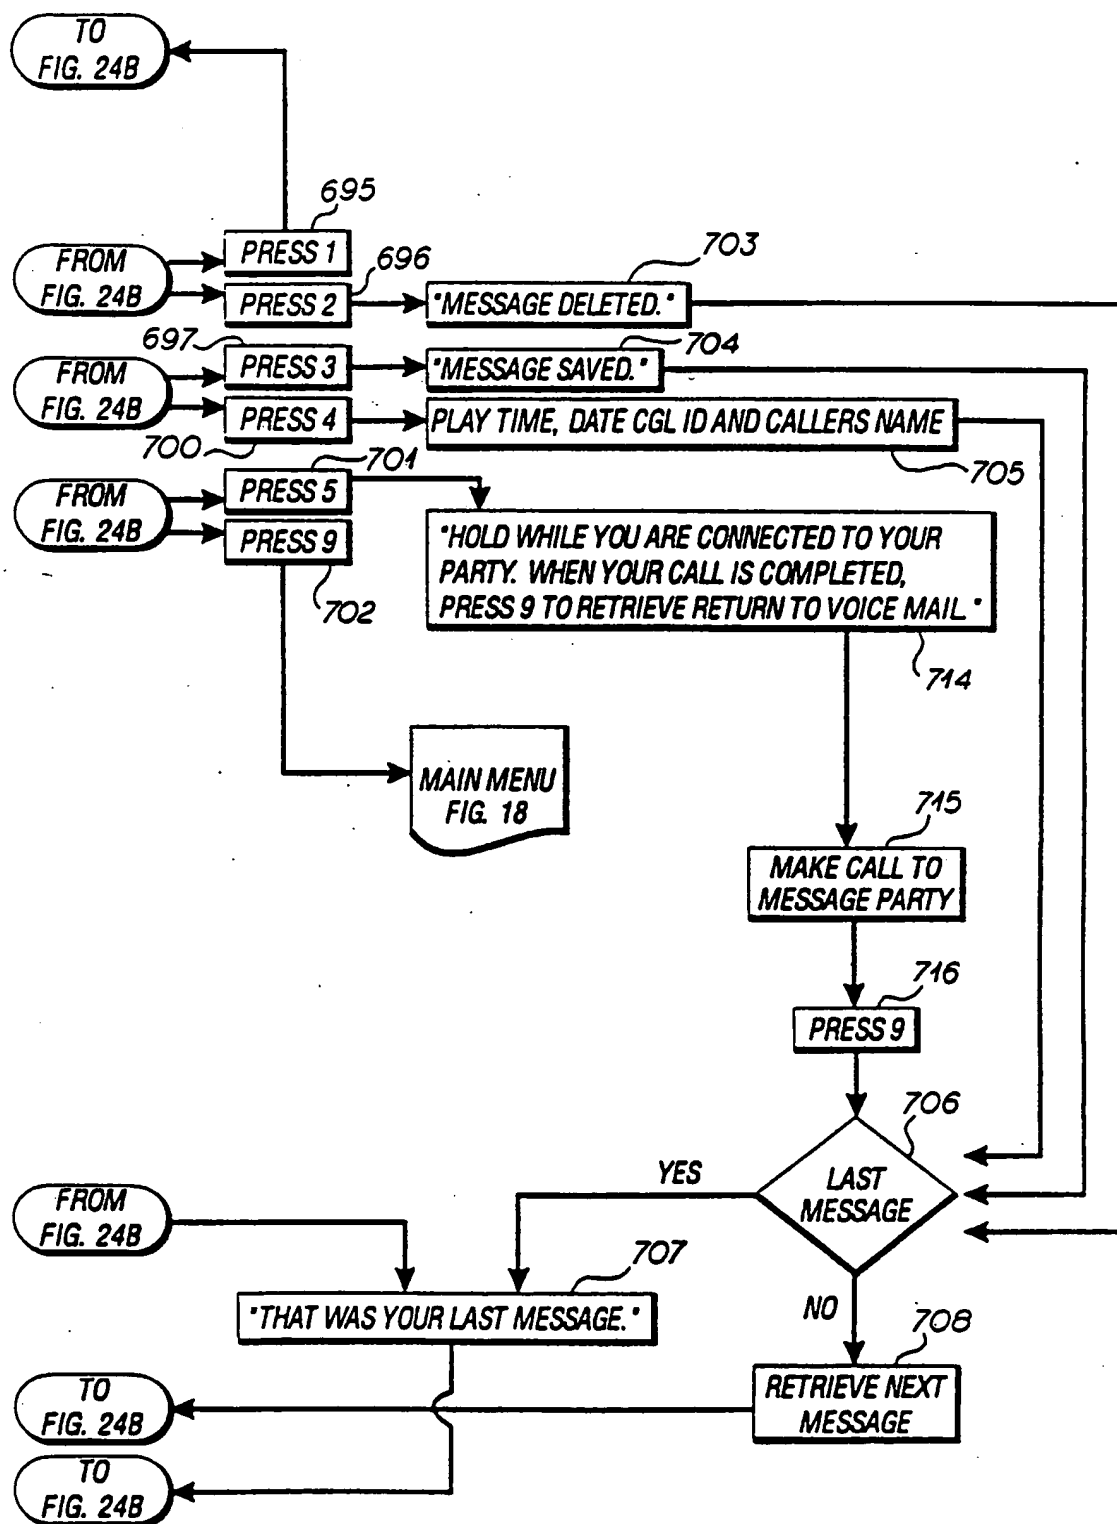 TO
FIG. 24B
695
FROM
FIG. 24B
PRESS 1
696
703
PRESS 2
"MESSAGE DELETED."
697
704
FROM
FIG. 24B
PRESS 3
"MESSAGE SAVED."
PRESS 4
PLAY TIME, DATE CGL ID AND CALLERS NAME
700
701
705
FROM
FIG. 24B
PRESS 5
PRESS 9
702
"HOLD WHILE YOU ARE CONNECTED TO YOUR
PARTY. WHEN YOUR CALL IS COMPLETED,
PRESS 9 TO RETRIEVE RETURN TO VOICE MAIL."
714
MAIN MENU
FIG. 18
715
MAKE CALL TO
MESSAGE PARTY
716
PRESS 9
706
YES
LAST
MESSAGE
FROM
FIG. 24B
707
"THAT WAS YOUR LAST MESSAGE."
NO
708
TO
FIG. 24B
RETRIEVE NEXT
MESSAGE
TO
FIG. 24B